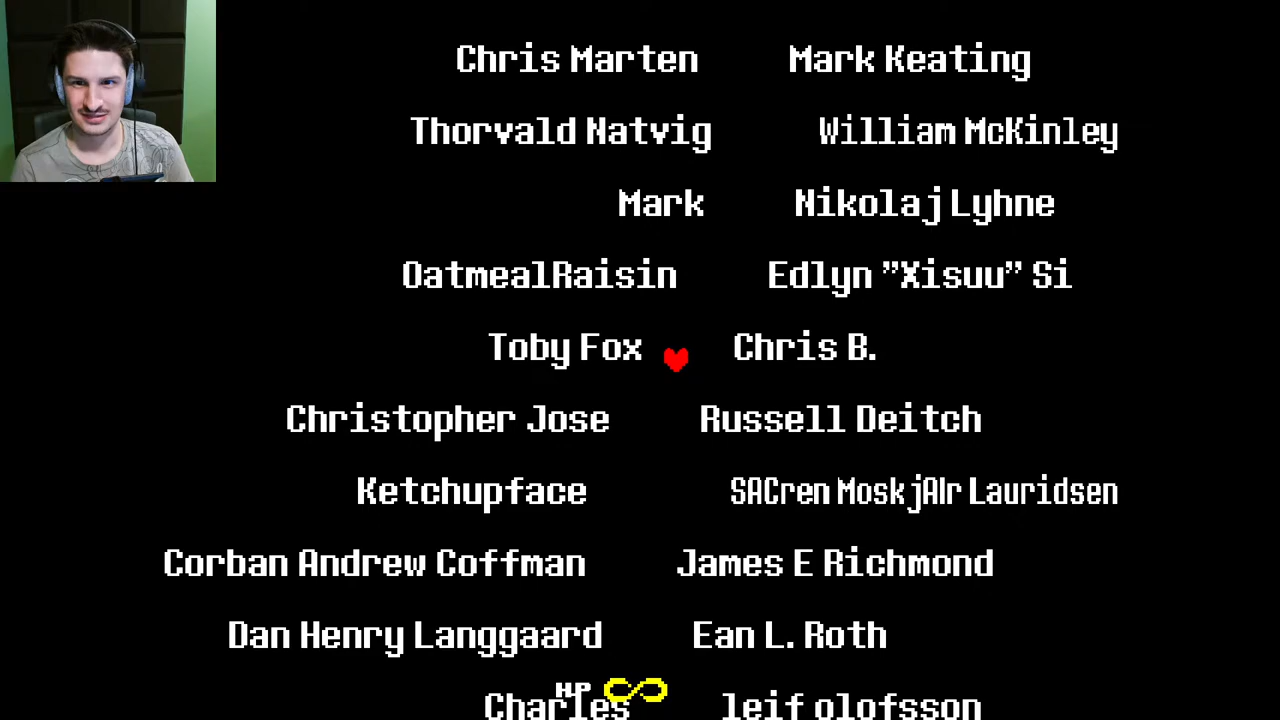 Chris Marten Mark Keating
Thorvald Natvig William McKinley
Mark Nikolaj Lyhne
OatmealRaisin Edlyn "Xisuu" Si
Toby Fox Chris B.
Christopher Jose Russell Deitch
Ketchupface SACren MoskjAIr Lauridsen
Corban Andrew Coffman James E Richmond
Dan Henry Langgaard Ean L. Roth
HP
Charles leif olofsson